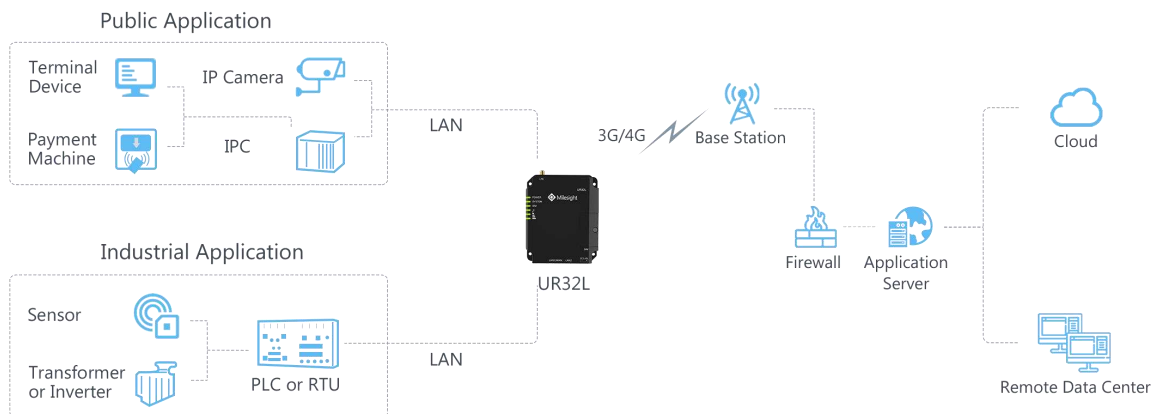 Public Application
Terminal
Device
IP Camera
Payment
Machine
IPC
LAN
3G/4G
Base Station
Cloud
Milesight
UR32L
Firewall
Application
Server
Industrial Application
Sensor
Transformer
or Inverter
PLC or RTU
LAN
Remote Data Center